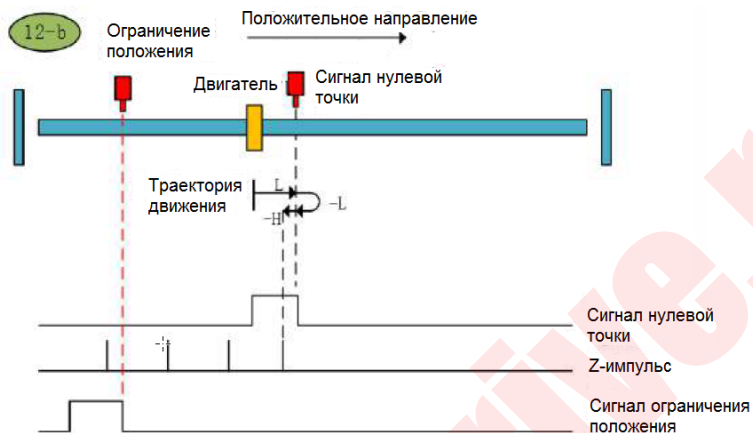 12-b
Ограничение
положения
Положительное направление
Двигатель
Сигнал нулевой
точки
Траектория
движения
L
-L
-H
Сигнал нулевой
точки
Z-импульс
Сигнал ограничения
положения